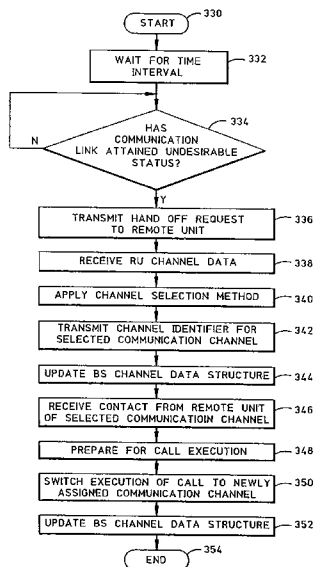 START
330
WAIT FOR TIME
INTERVAL
332
HAS
COMMUNICATION
LINK ATTAINED UNDESIRABLE
STATUS?
334
N
Y
TRANSMIT HAND OFF REQUEST
TO REMOTE UNIT
336
RECEIVE RU CHANNEL DATA
338
APPLY CHANNEL SELECTION METHOD
340
TRANSMIT CHANNEL IDENTIFIER FOR
SELECTED COMMUNICATION CHANNEL
342
UPDATE BS CHANNEL DATA STRUCTURE
344
RECEIVE CONTACT FROM REMOTE UNIT
OF SELECTED COMMUNICATIOIN CHANNEL
346
PREPARE FOR CALL EXECUTION
348
SWITCH EXECUTION OF CALL TO NEWLY
ASSIGNED COMMUNICATION CHANNEL
350
UPDATE BS CHANNEL DATA STRUCTURE
352
END
354